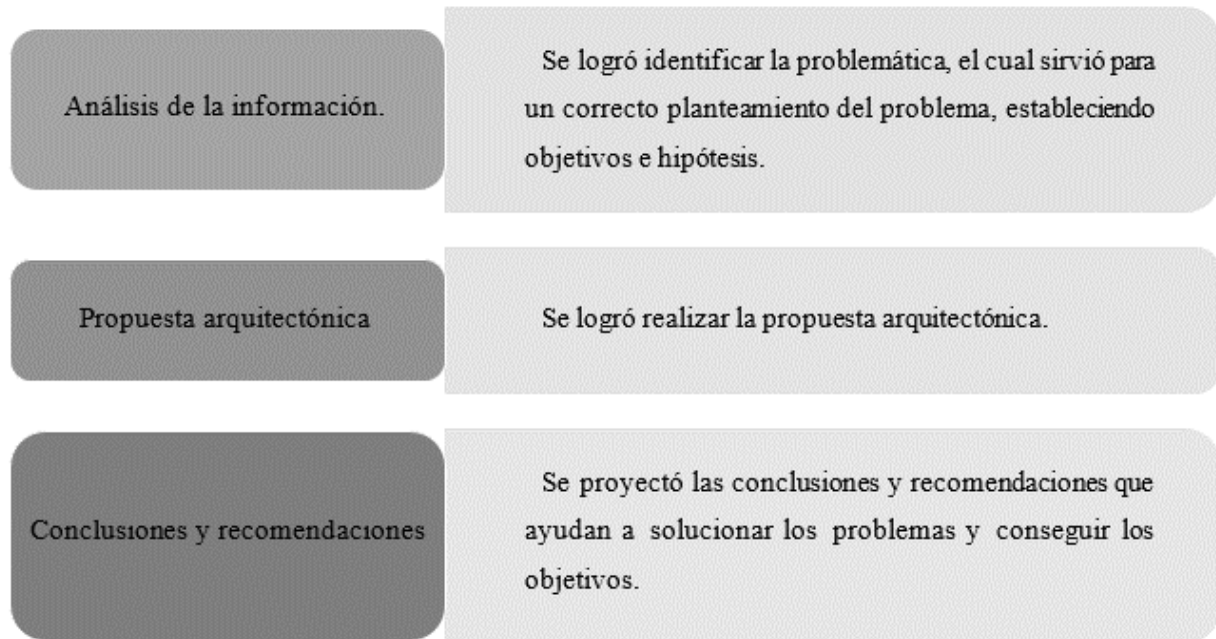 Análisis de la información.
Se logró identificar la problemática, el cual sirvió para
un correcto planteamiento del problema, estableciendo
objetivos e hipótesis.
Propuesta arquitectónica
Se logró realizar la propuesta arquitectónica.
Conclusiones y recomendaciones
Se proyectó las conclusiones y recomendaciones que
ayudan a solucionar los problemas y conseguir los
objetivos.